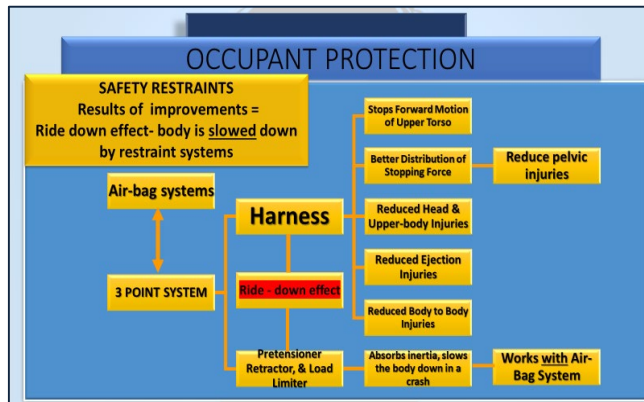 OCCUPANT PROTECTION
SAFETY RESTRAINTS
Results of improvements =
Ride down effect- body is slowed down
by restraint systems
Air-bag systems
3 POINT SYSTEM
Harness
Ride - down effect
Pretensioner
Retractor, & Load
Limiter
Stops Forward Motion
of Upper Torso
Better Distribution of
Stopping Force
Reduce pelvic
injuries
Reduced Head &
Upper-body Injuries
Reduced Ejection
Injuries
Reduced Body to Body
Injuries
Absorbs inertia, slows
the body down in a
crash
Works with Air-
Bag System